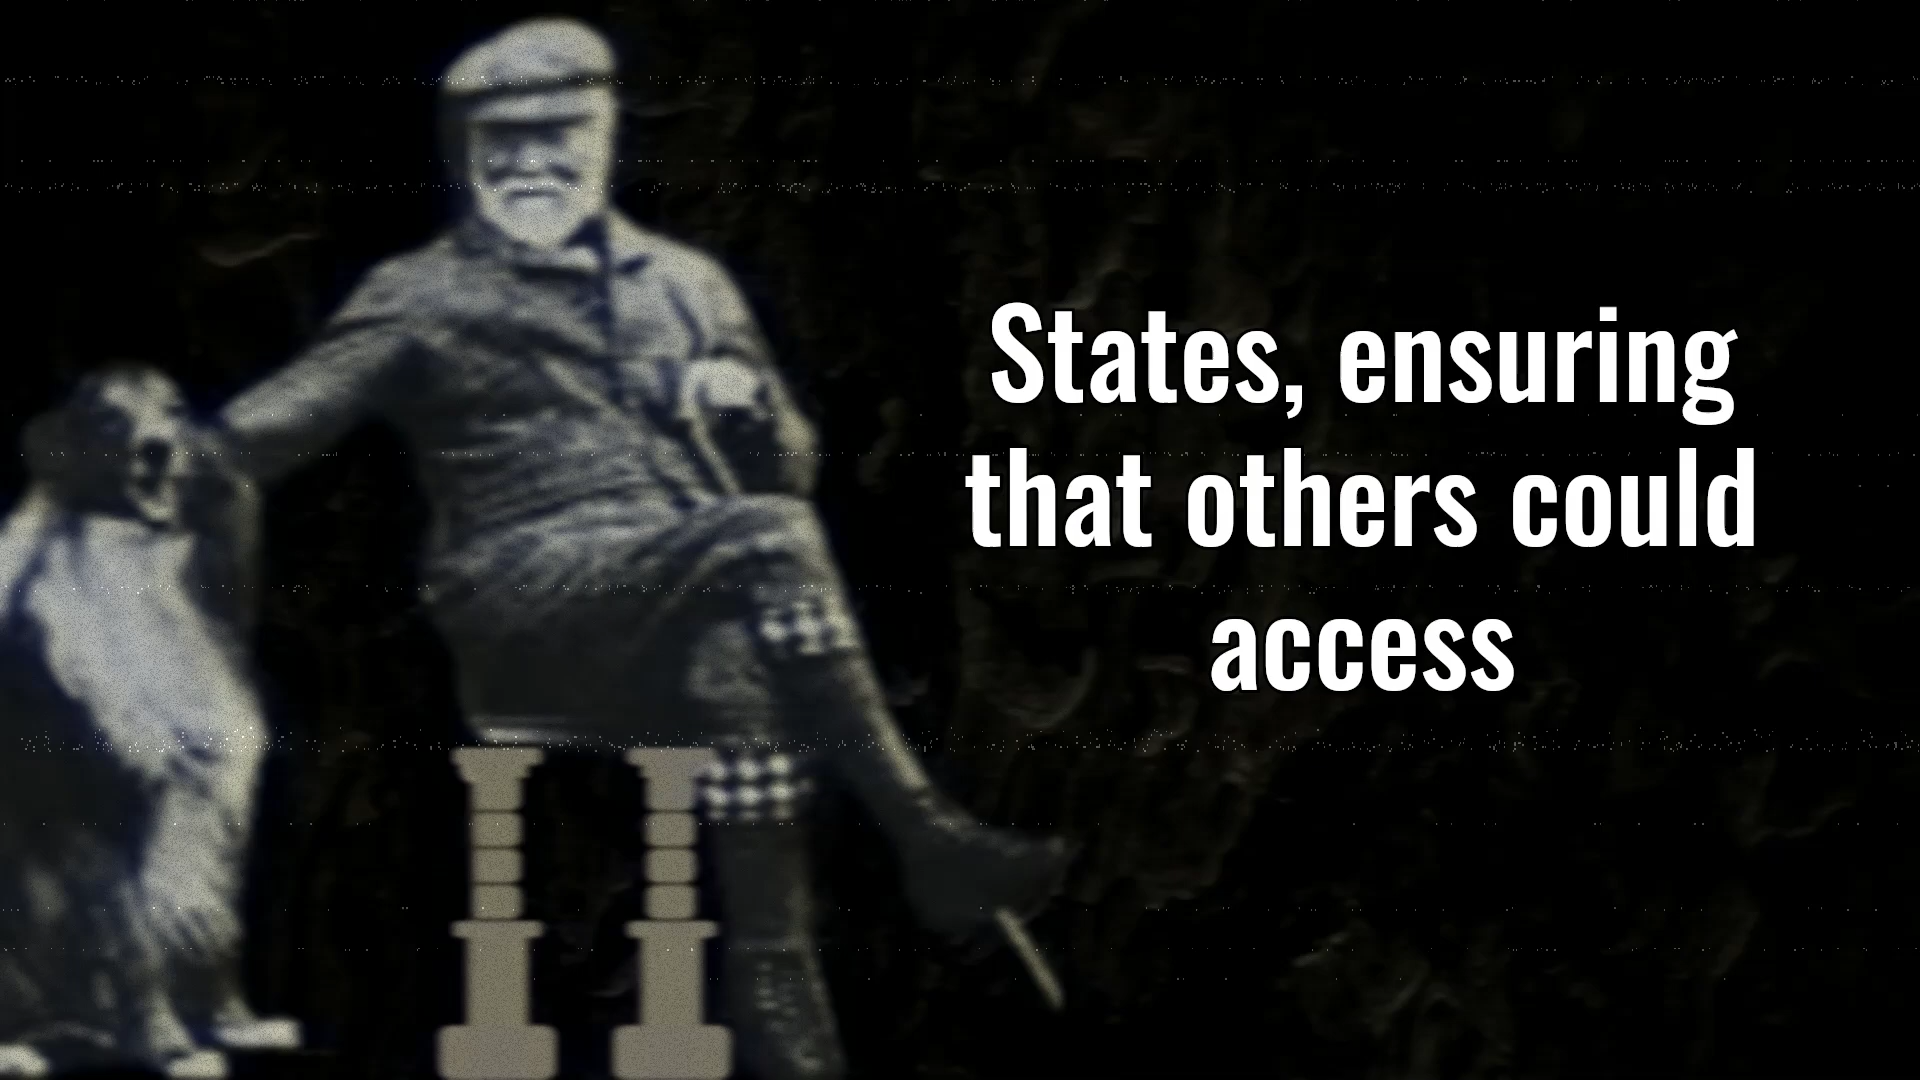 States, ensuring
that others could
access